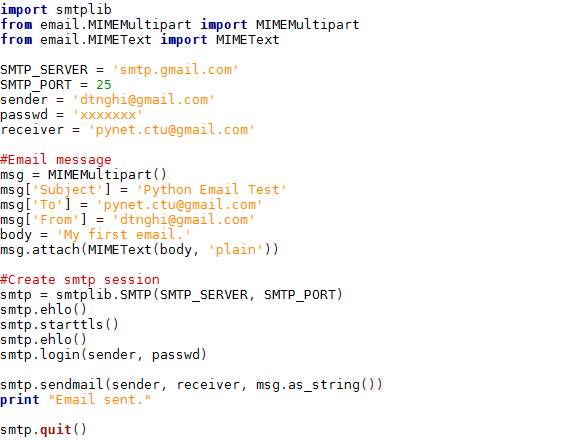 import smtplib
from email.MIMEMultipart import MIMEMultipart
from email.MIMEText import MIMEText
SMTP_SERVER = 'smtp.gmail.com'
SMTP_PORT = 25
sender = 'dtnghi@gmail.com'
passwd = 'xxxxxxx'
receiver = 'pynet.ctu@gmail.com'
#Email message
msg = MIMEMultipart()
msg['Subject'] = 'Python Email Test'
msg['To'] = 'pynet.ctu@gmail.com'
msg['From'] = 'dtnghi@gmail.com'
body = 'My first email.'
msg.attach(MIMEText(body, 'plain'))
#Create smtp session
smtp = smtplib.SMTP(SMTP_SERVER, SMTP_PORT)
smtp.ehlo()
smtp.starttls()
smtp.ehlo()
smtp.login(sender, passwd)
smtp.sendmail(sender, receiver, msg.as_string())
print "Email sent."
smtp.quit()